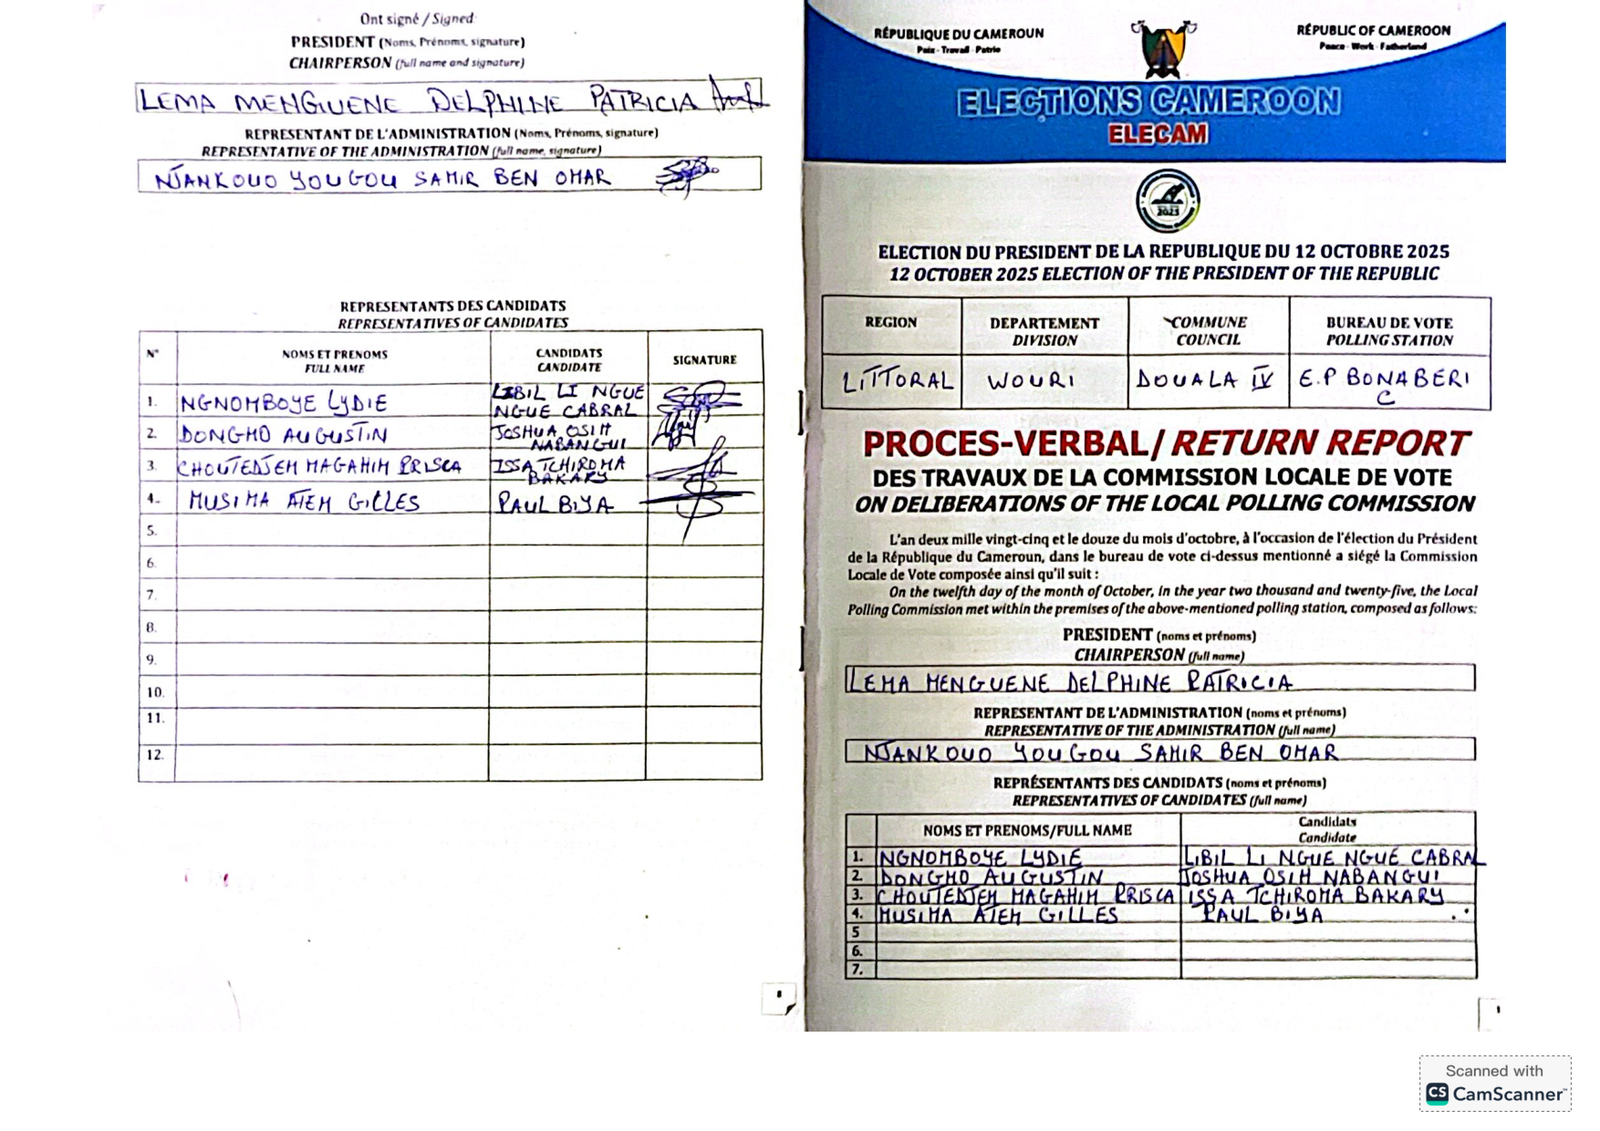 Ont signé / Signed
PRESIDENT (Noms, Prénoms, signature)
CHAIRPERSON (full name and signature)
LEMA MENGUENE DELPHINE PATRICIA
REPRESENTANT DE L'ADMINISTRATION (Noms, Prénoms, signature)
REPRESENTATIVE OF THE ADMINISTRATION (full name, signature)
NJANKOUO YOUGOU SAMIR BEN OMAR
REPRESENTANTS DES CANDIDATS
REPRESENTATIVES OF CANDIDATES
N° NOMS ET PRENOMS FULL NAME CANDIDATS CANDIDATE SIGNATURE
1. NGNOMBOYE LYDIE LIBIL LI NGUE NGUE CABRAL
2. DONGMO AUGUSTIN JOSHUA OSIH NABANGUI
3. CHOUTEDJEM MAGAHIM PRISCA ISSA TCHIROMA BAKARY
4. MUSIMA ATEM GILLES PAUL BIYA
5.
6.
7.
8.
9.
10.
11.
12.
8
RÉPUBLIQUE DU CAMEROUN
Paix - Travail - Patrie
RÉPUBLIC OF CAMEROON
Peace - Work - Fatherland
ELECTIONS CAMEROON
ELECAM
2025
ELECTION DU PRESIDENT DE LA REPUBLIQUE DU 12 OCTOBRE 2025
12 OCTOBER 2025 ELECTION OF THE PRESIDENT OF THE REPUBLIC
REGION DEPARTEMENT DIVISION COMMUNE COUNCIL BUREAU DE VOTE POLLING STATION
LITTORAL WOURI DOUALA IV E.P BONABERI C
PROCES-VERBAL/ RETURN REPORT
DES TRAVAUX DE LA COMMISSION LOCALE DE VOTE
ON DELIBERATIONS OF THE LOCAL POLLING COMMISSION
L'an deux mille vingt-cinq et le douze du mois d'octobre, à l'occasion de l'élection du Président
de la République du Cameroun, dans le bureau de vote ci-dessus mentionné a siégé la Commission
Locale de Vote composée ainsi qu'il suit :
On the twelfth day of the month of October, in the year two thousand and twenty-five, the Local
Polling Commission met within the premises of the above-mentioned polling station, composed as follows:
PRESIDENT (noms et prénoms)
CHAIRPERSON (full name)
LEMA MENGUENE DELPHINE PATRICIA
REPRESENTANT DE L'ADMINISTRATION (noms et prénoms)
REPRESENTATIVE OF THE ADMINISTRATION (full name)
NJANKOUO YOUGOU SAMIR BEN OMAR
REPRÉSENTANTS DES CANDIDATS (noms et prénoms)
REPRESENTATIVES OF CANDIDATES (full name)
NOMS ET PRENOMS/FULL NAME Candidats Candidate
1. NGNOMBOYE LYDIE LIBIL LI NGUE NGUE CABRAL
2. DONGMO AUGUSTIN JOSHUA OSIH NABANGUI
3. CHOUTEDJEM MAGAHIM PRISCA ISSA TCHIROMA BAKARY
4. MUSIMA ATEM GILLES PAUL BIYA
5
6.
7.
1
Scanned with
CS CamScanner